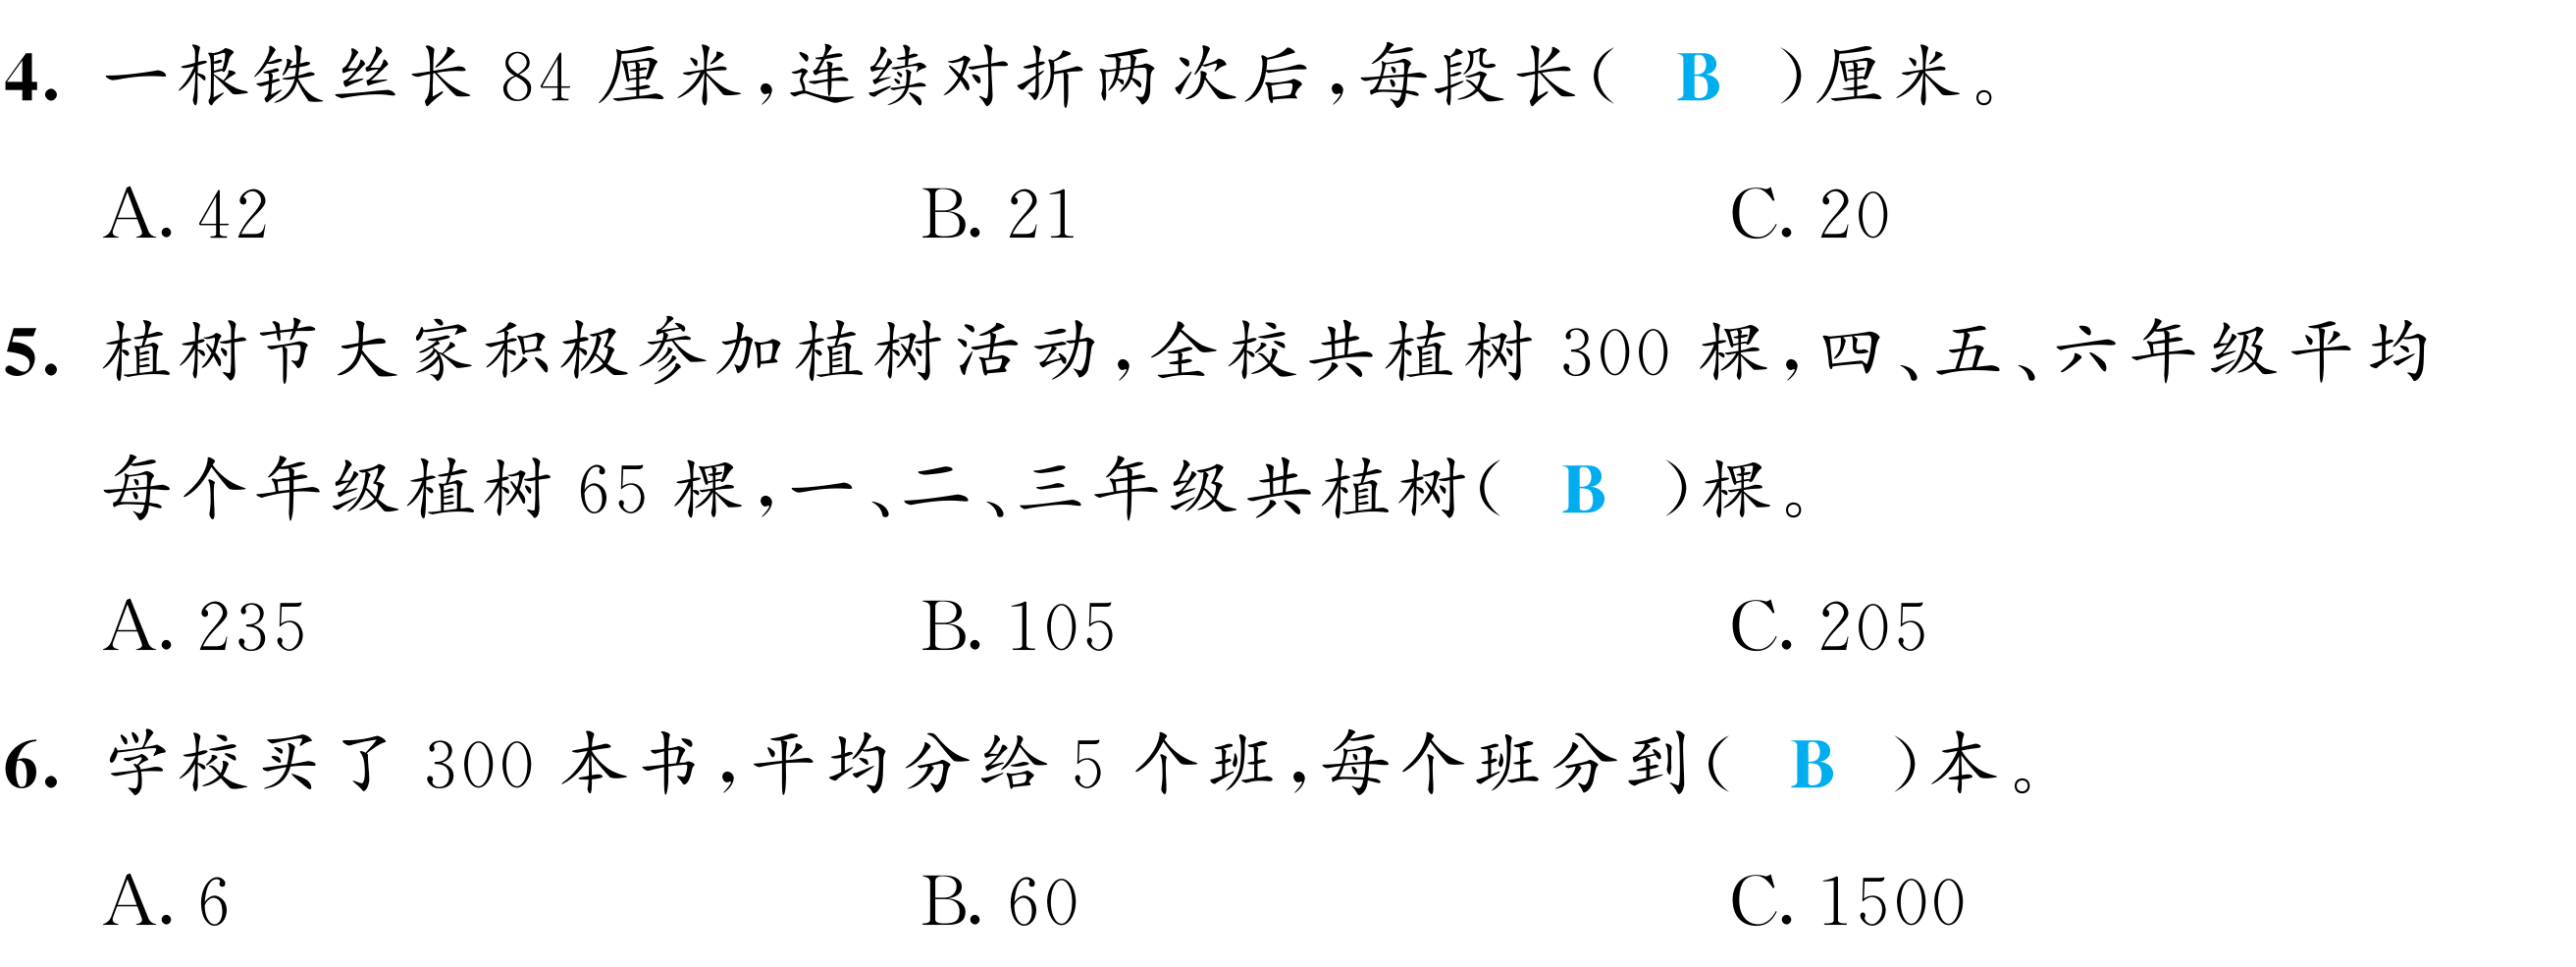 4. 一根铁丝长 84 厘米,连续对折两次后,每段长( B )厘米。
A. 42 B. 21 C. 20
5. 植树节大家积极参加植树活动,全校共植树 300 棵,四、五、六年级平均
每个年级植树 65 棵,一、二、三年级共植树( B )棵。
A. 235 B. 105 C. 205
6. 学校买了 300 本书,平均分给 5 个班,每个班分到( B )本。
A. 6 B. 60 C. 1500